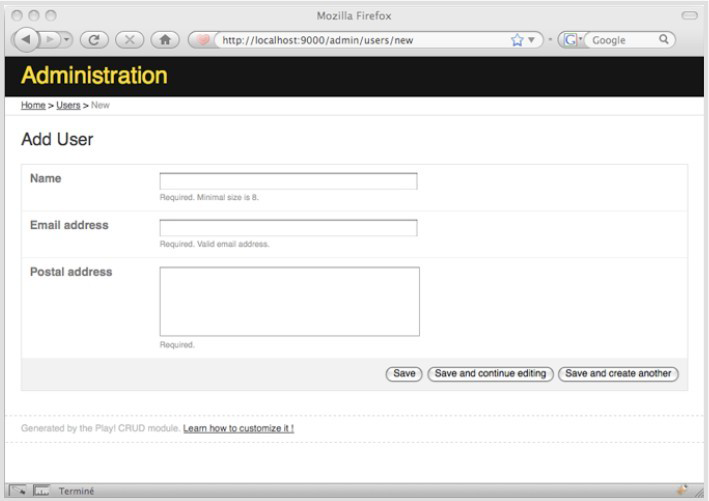 Mozilla Firefox
http://localhost:9000/admin/users/new
G Google
Administration
Home > Users > New
Add User
Name
Required. Minimal size is 8.
Email address
Required. Valid email address.
Postal address
Required.
Save Save and continue editing Save and create another
Generated by the Play! CRUD module. Learn how to customize it !
Terminé